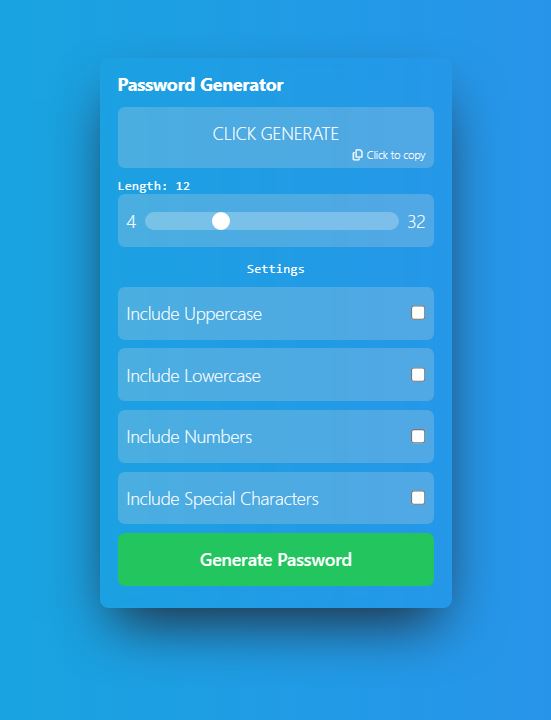 Password Generator
CLICK GENERATE
Click to copy
Length: 12
4 32
Settings
Include Uppercase
Include Lowercase
Include Numbers
Include Special Characters
Generate Password